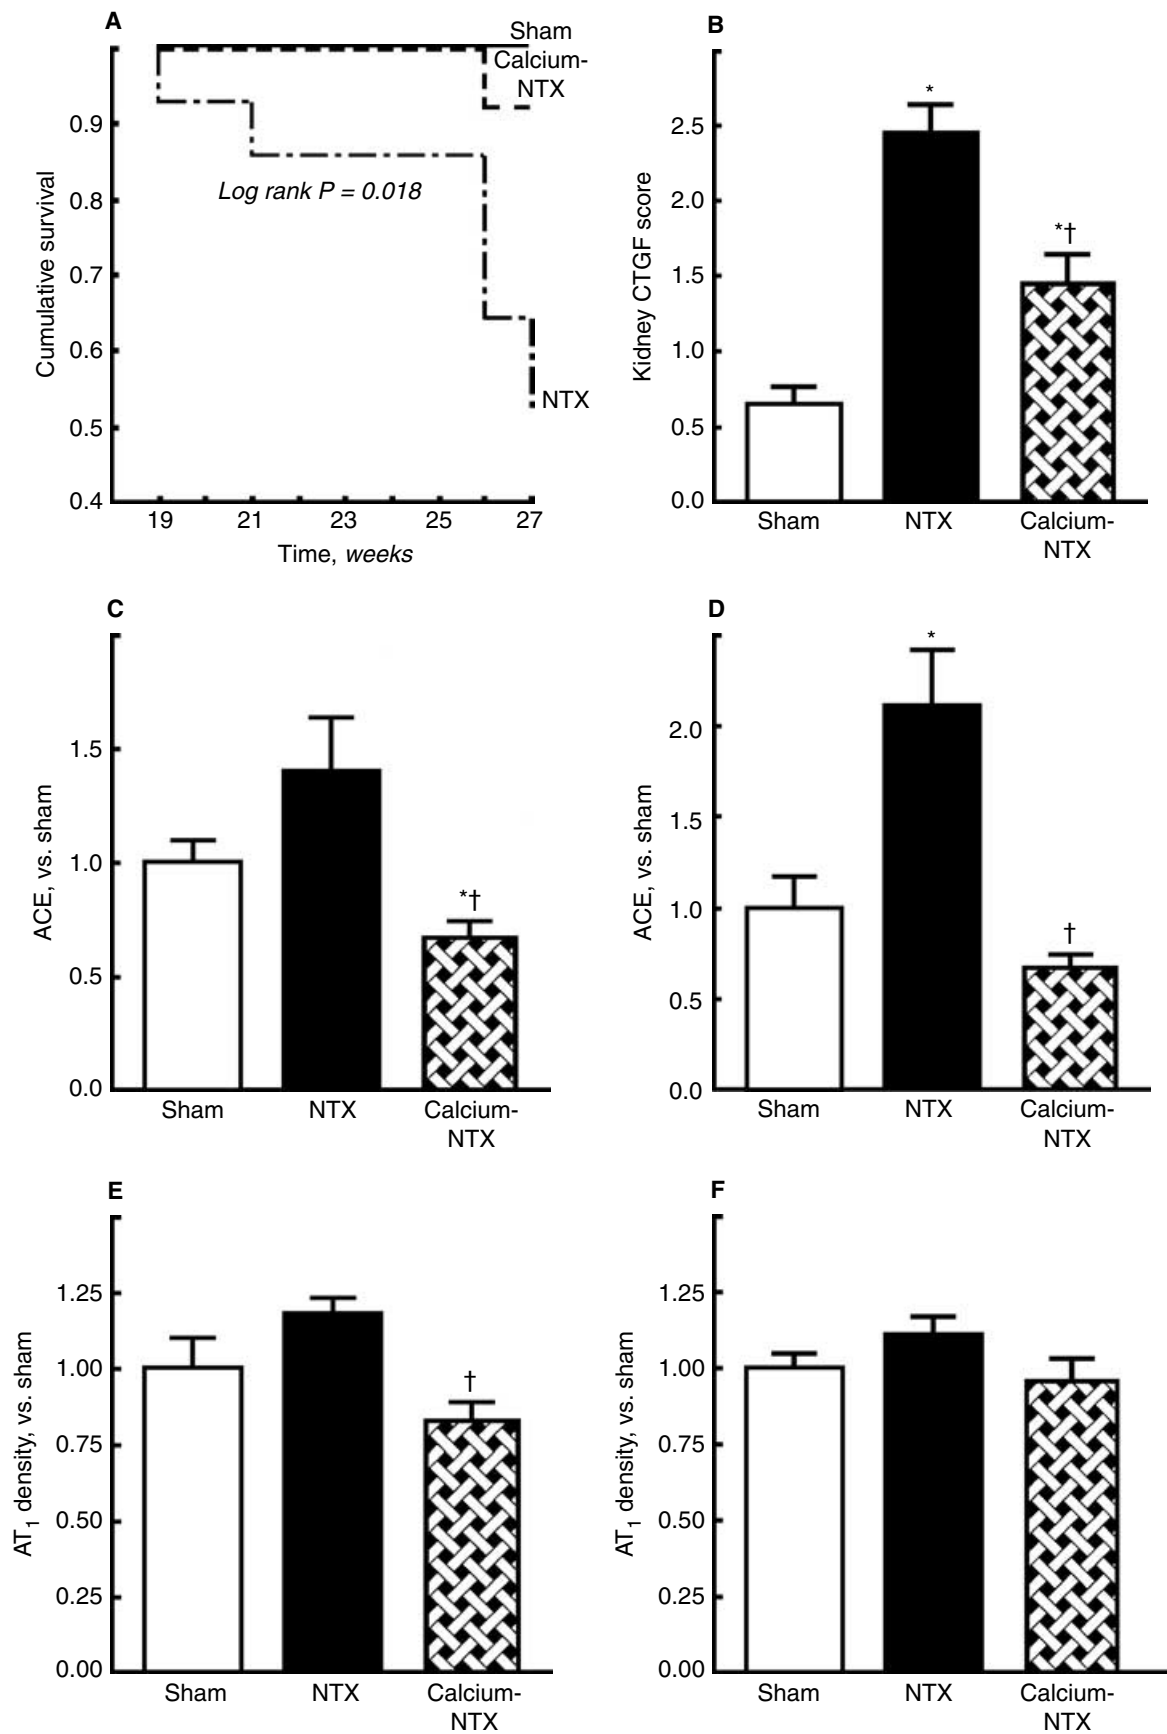 A
Sham
Calcium-
NTX
0.9
0.8
0.7
0.6
0.5
0.4
Cumulative survival
Log rank P = 0.018
NTX
19 21 23 25 27
Time, weeks
B
*
*†
2.5
2.0
1.5
1.0
0.5
0.0
Kidney CTGF score
Sham NTX Calcium-
NTX
C
1.5
1.0
0.5
0.0
ACE, vs. sham
*†
Sham NTX Calcium-
NTX
D
*
†
2.0
1.5
1.0
0.5
0.0
ACE, vs. sham
Sham NTX Calcium-
NTX
E
1.25
1.00
0.75
0.50
0.25
0.00
AT1 density, vs. sham
†
Sham NTX Calcium-
NTX
F
1.25
1.00
0.75
0.50
0.25
0.00
AT1 density, vs. sham
Sham NTX Calcium-
NTX